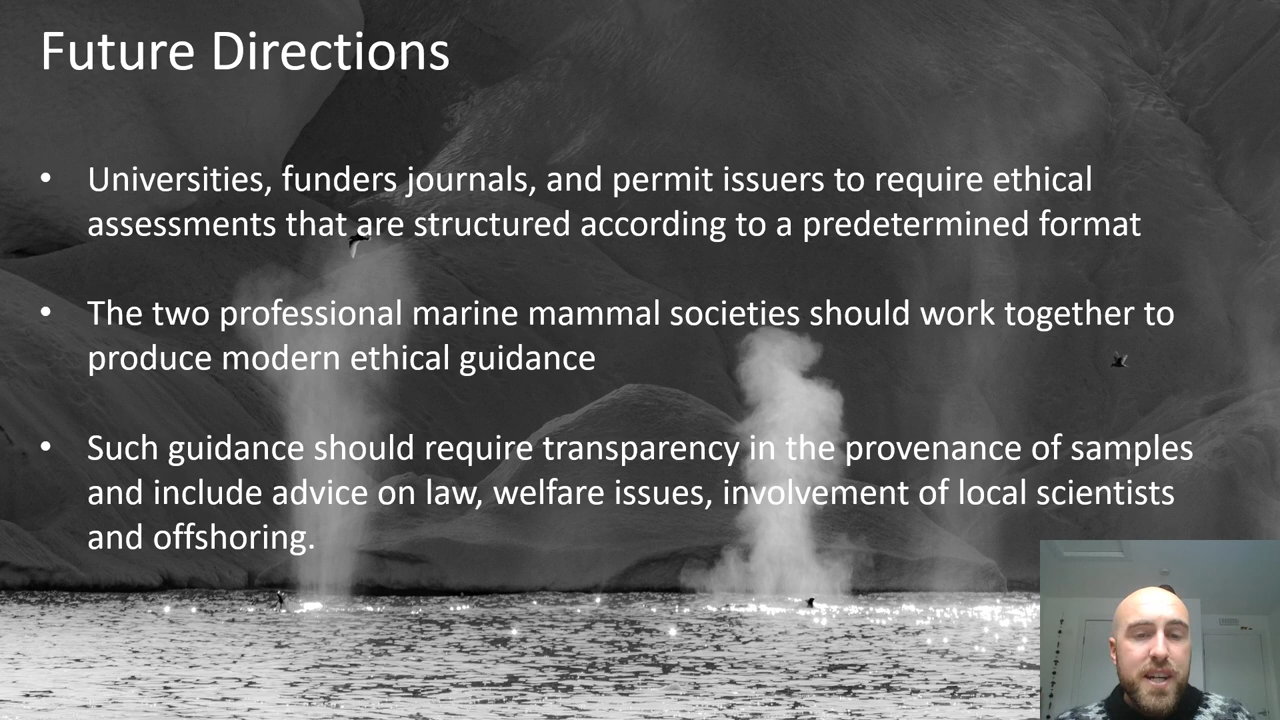 Future Directions
• Universities, funders journals, and permit issuers to require ethical
assessments that are structured according to a predetermined format
• The two professional marine mammal societies should work together to
produce modern ethical guidance
• Such guidance should require transparency in the provenance of samples
and include advice on law, welfare issues, involvement of local scientists
and offshoring.